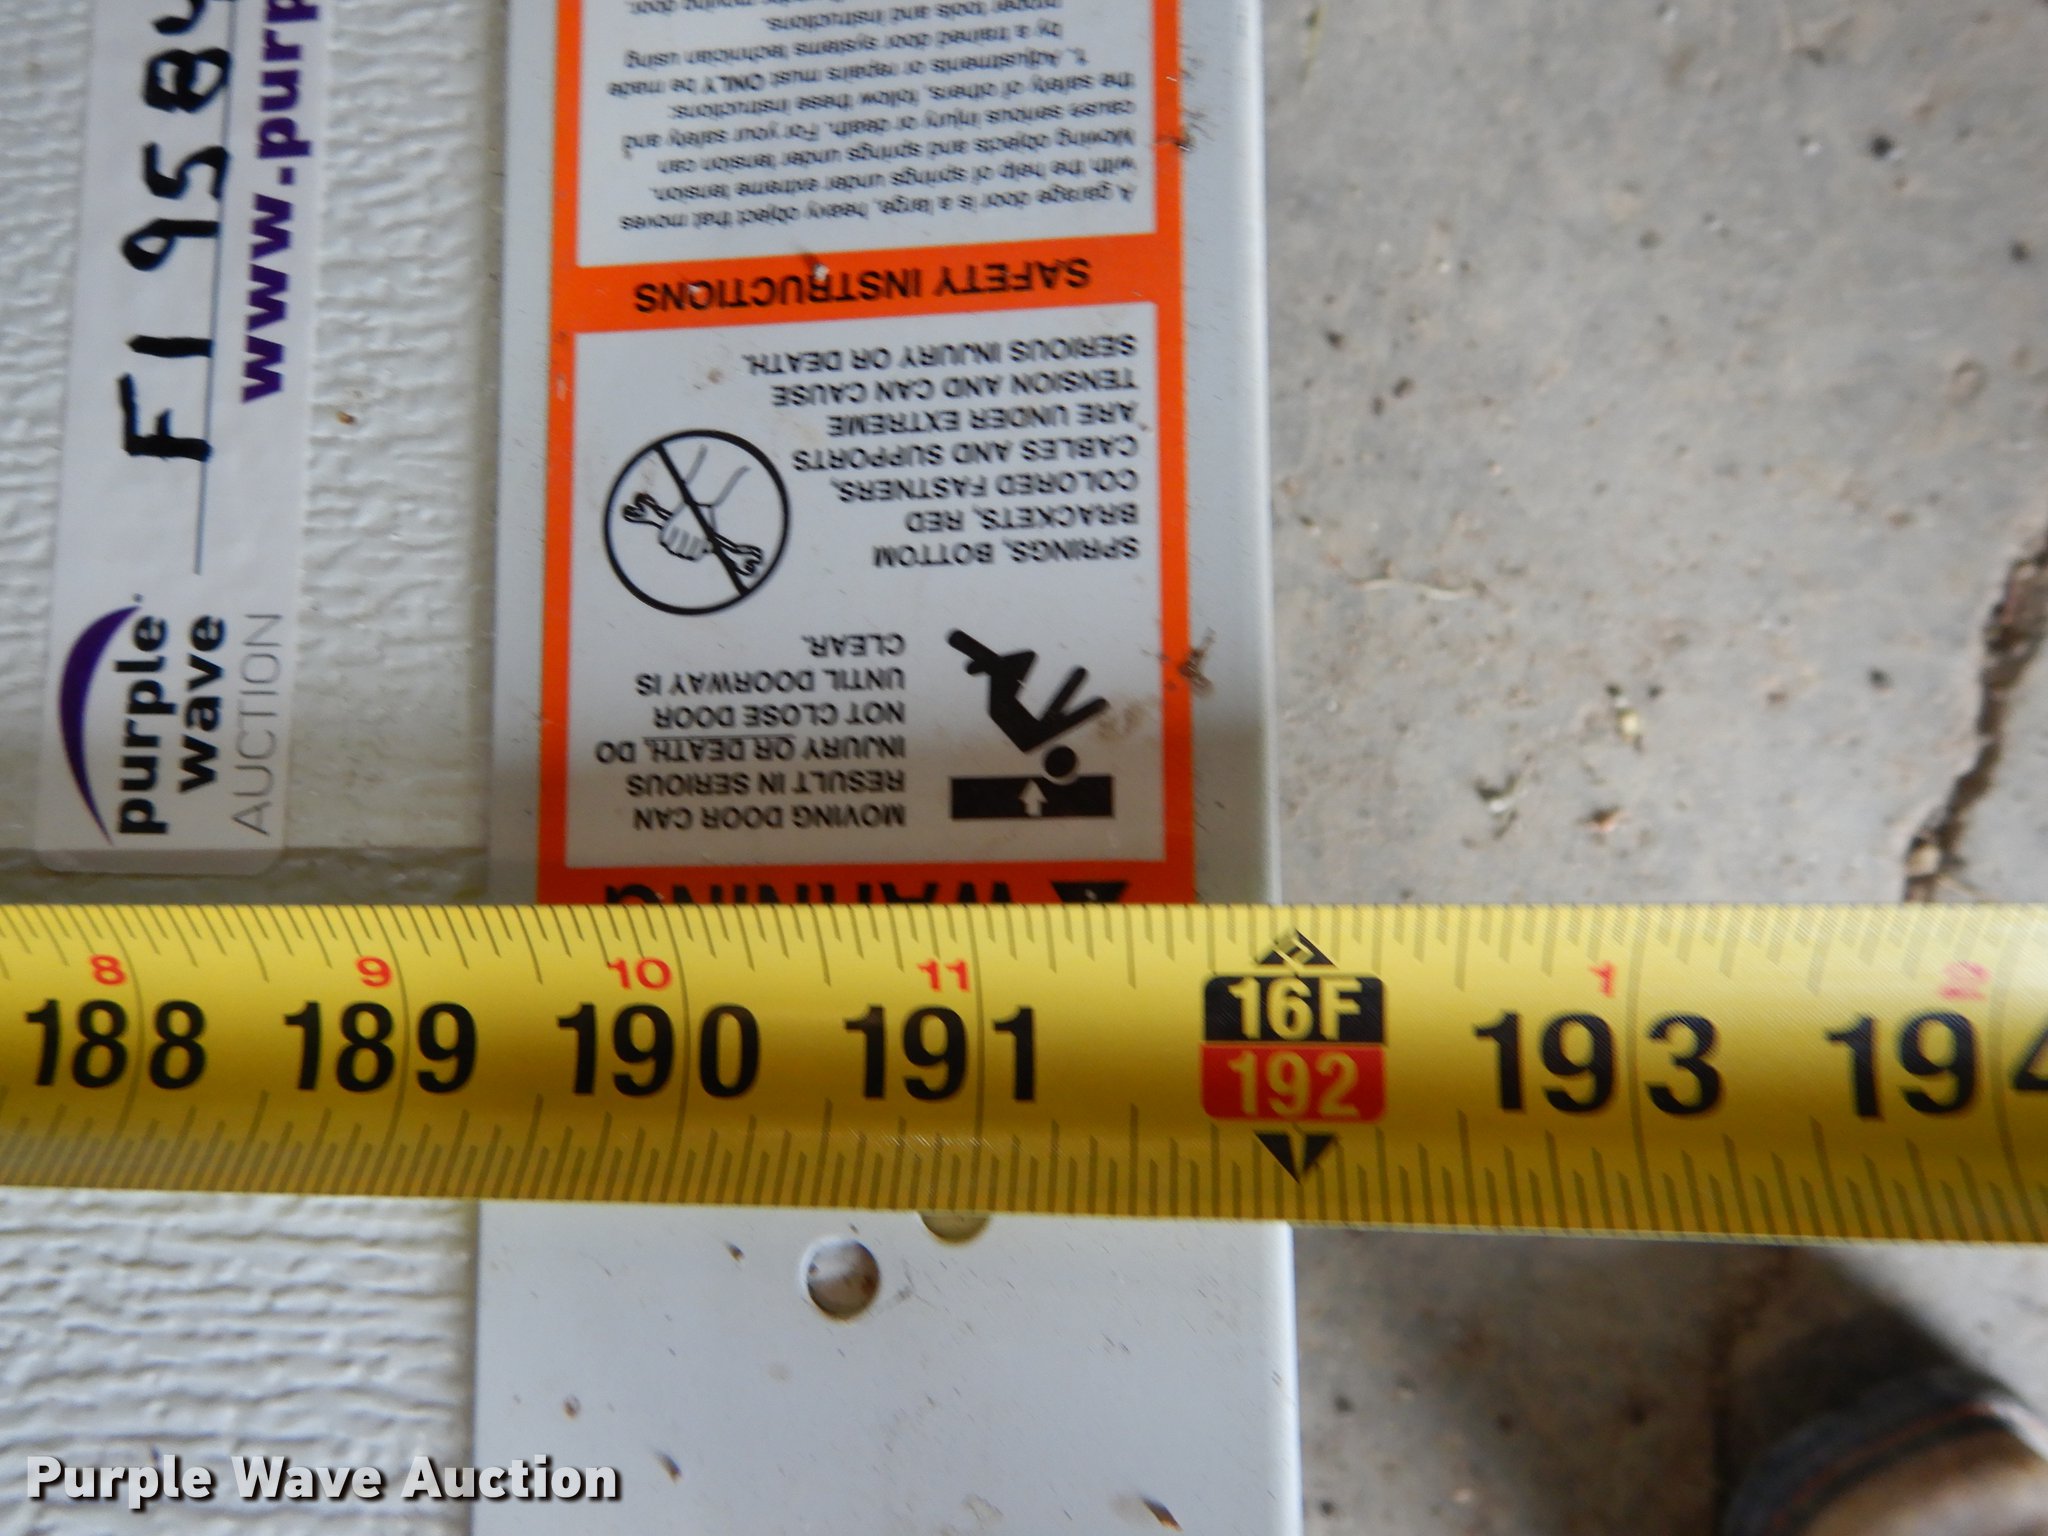 F1958
www.purp
purple
wave
AUCTION
WARNING
MOVING DOOR CAN
RESULT IN SERIOUS
INJURY OR DEATH, DO
NOT CLOSE DOOR
UNTIL DOORWAY IS
CLEAR.
SPRINGS, BOTTOM
BRACKETS, RED
COLORED FASTNERS,
CABLES AND SUPPORTS
ARE UNDER EXTREME
TENSION AND CAN CAUSE
SERIOUS INJURY OR DEATH.
SAFETY INSTRUCTIONS
A garage door is a large, heavy object that moves
with the help of springs under extreme tension.
Moving objects and springs under tension can
cause serious injury or death. For your safety and
the safety of others, follow these instructions:
1. Adjustments or repairs must ONLY be made
by a trained door systems technician using
proper tools and instructions.
moving door.
8 9 10 11 1 2
188 189 190 191 16F 193 194
192
Purple Wave Auction